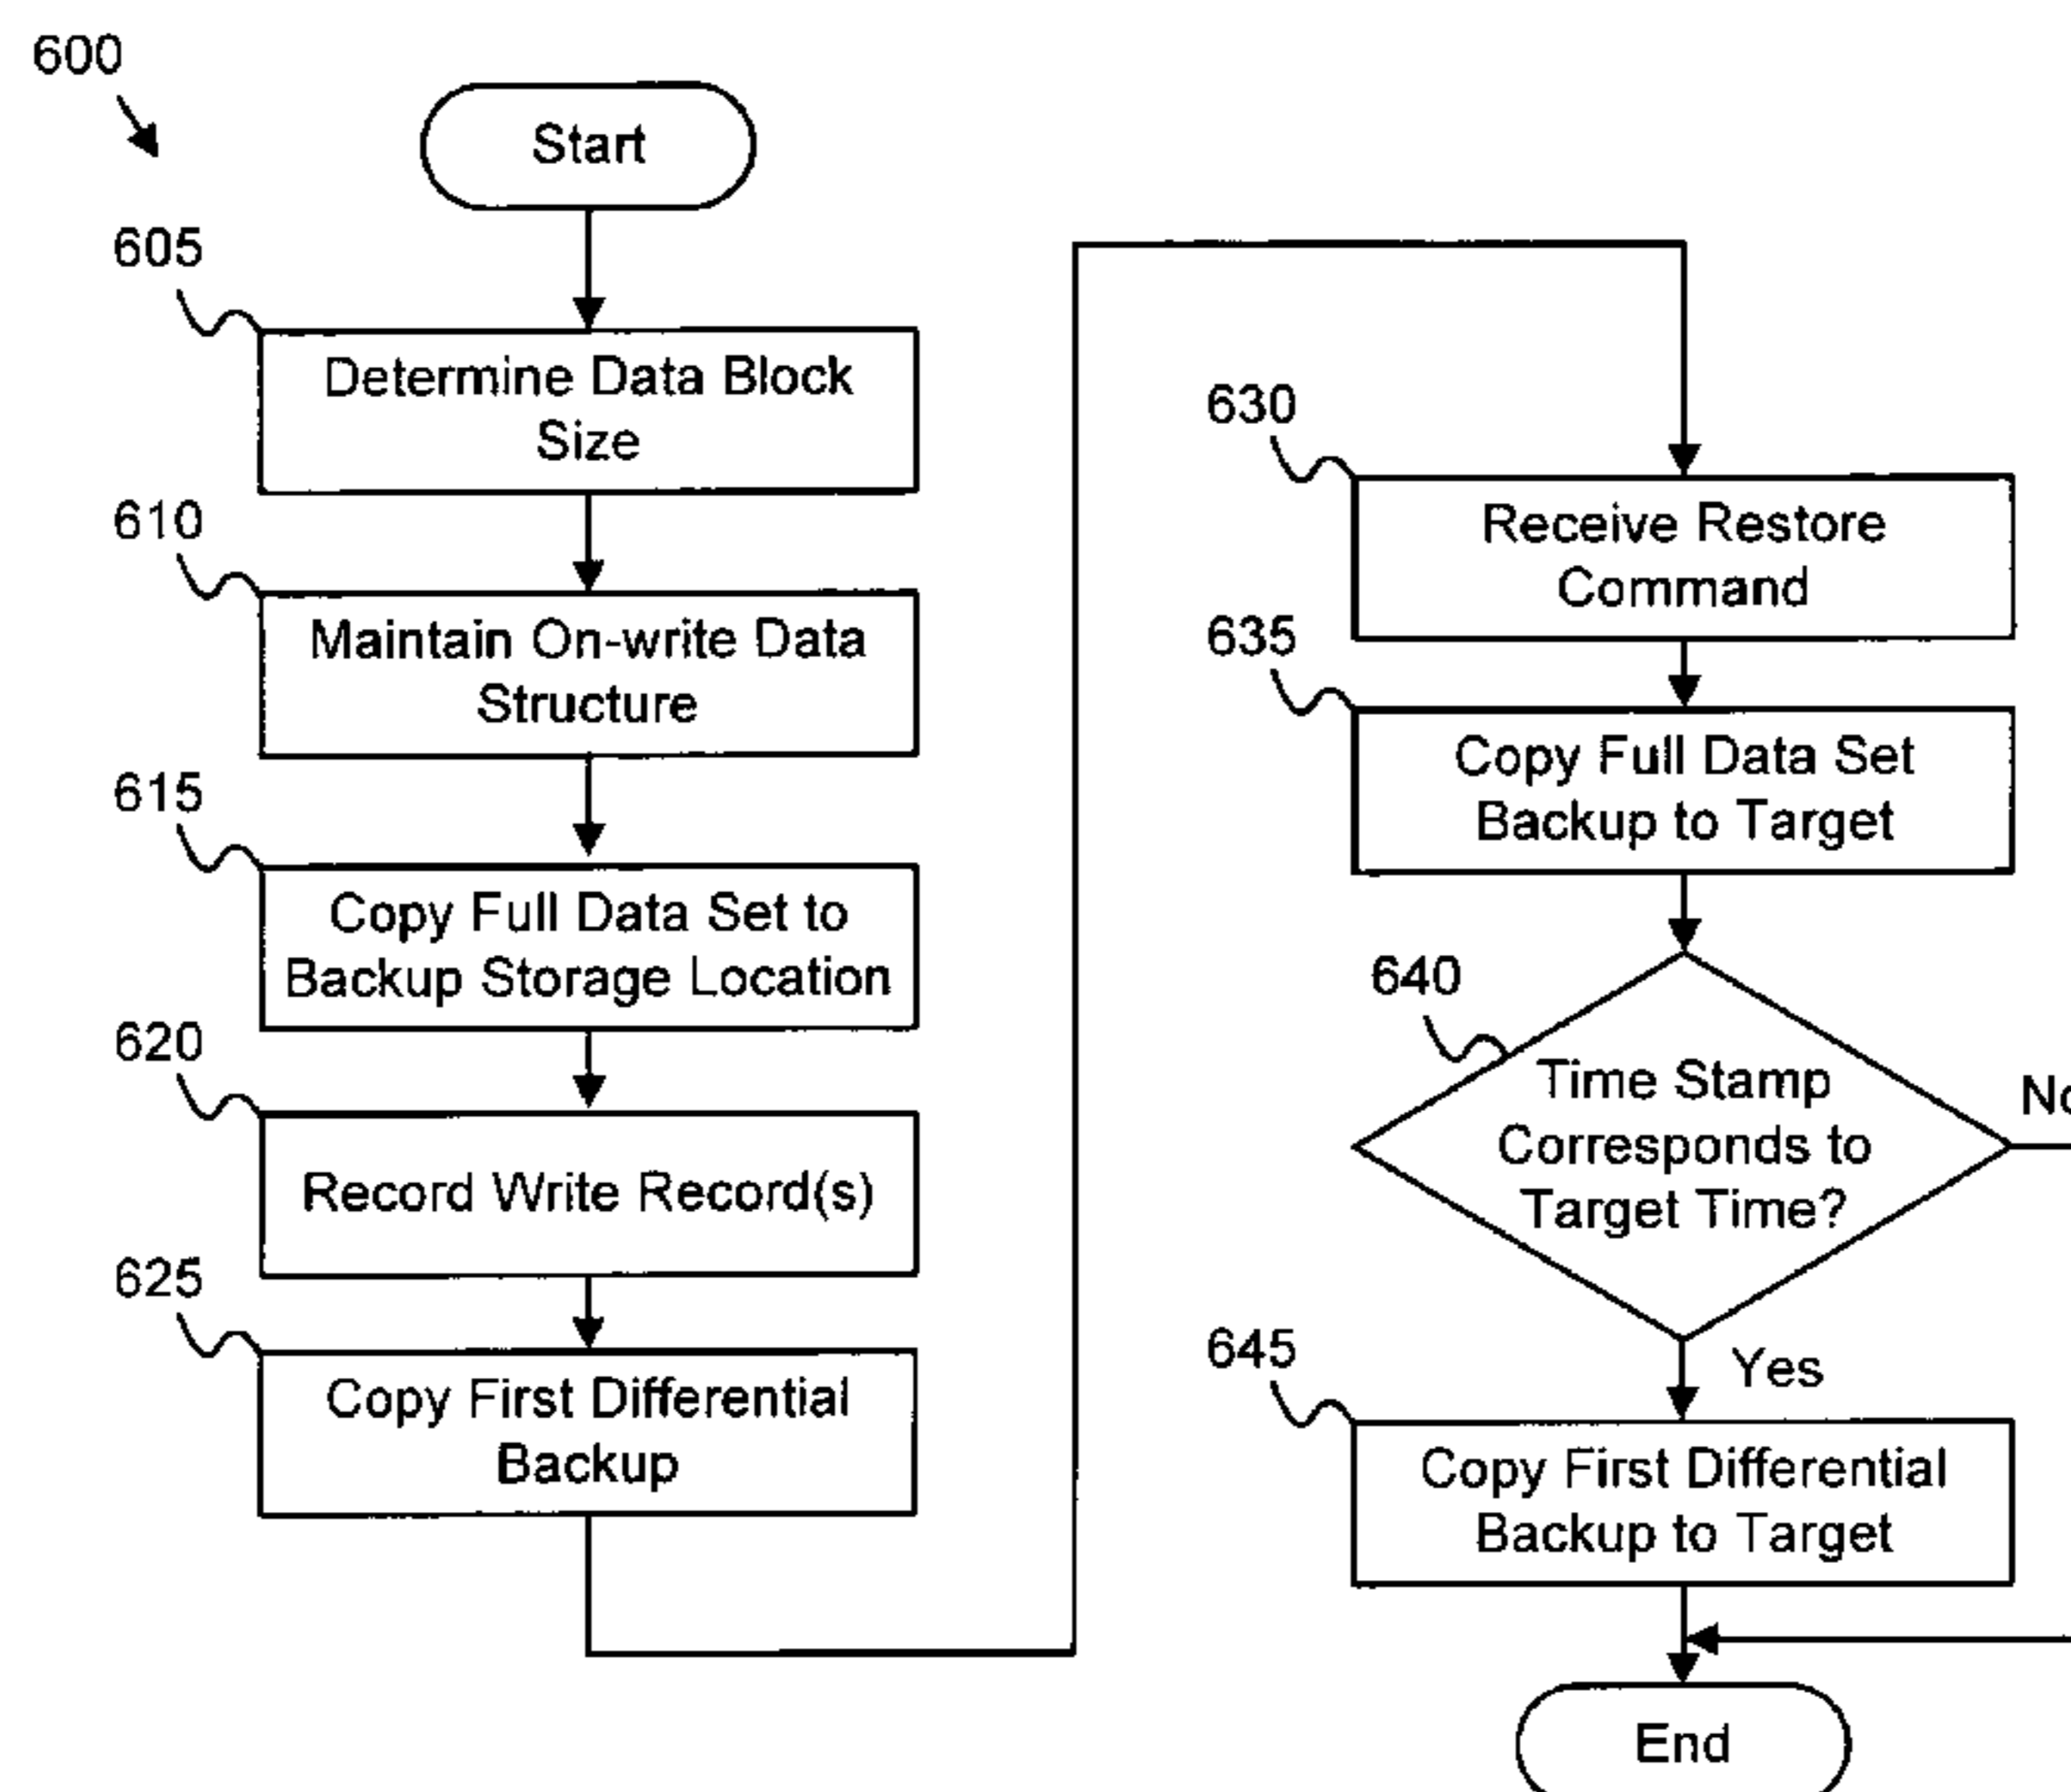 600
Start
605
Determine Data Block
Size
610
Maintain On-write Data
Structure
615
Copy Full Data Set to
Backup Storage Location
620
Record Write Record(s)
625
Copy First Differential
Backup
630
Receive Restore
Command
635
Copy Full Data Set
Backup to Target
640
Time Stamp
Corresponds to
Target Time?
No
Yes
645
Copy First Differential
Backup to Target
End